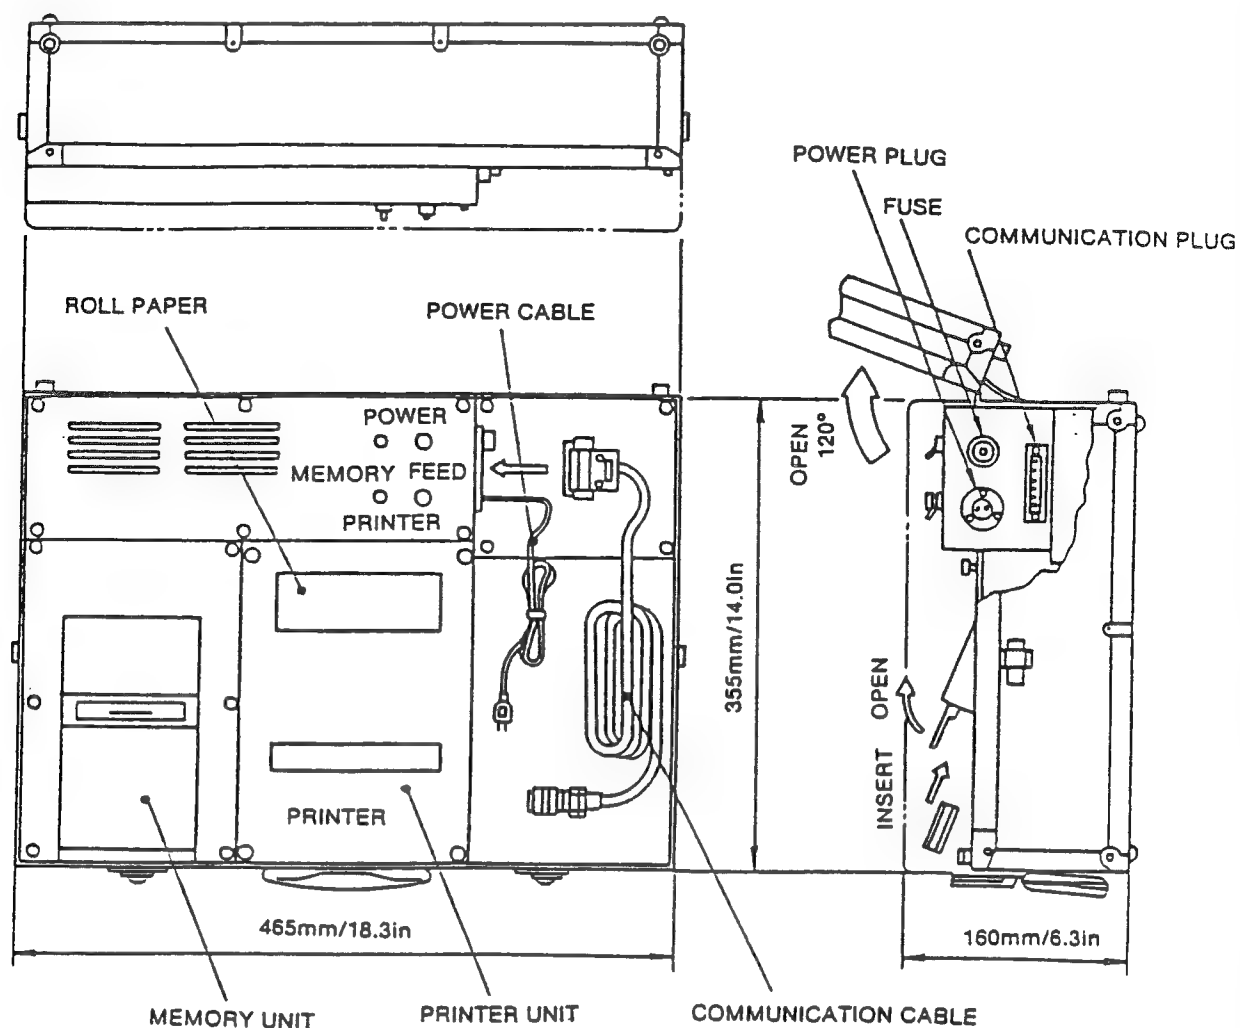 POWER PLUG
FUSE
COMMUNICATION PLUG
ROLL PAPER
POWER CABLE
POWER
MEMORY FEED
PRINTER
OPEN
120°
355mm/14.0in
OPEN
INSERT
PRINTER
465mm/18.3in
160mm/6.3in
MEMORY UNIT
PRINTER UNIT
COMMUNICATION CABLE